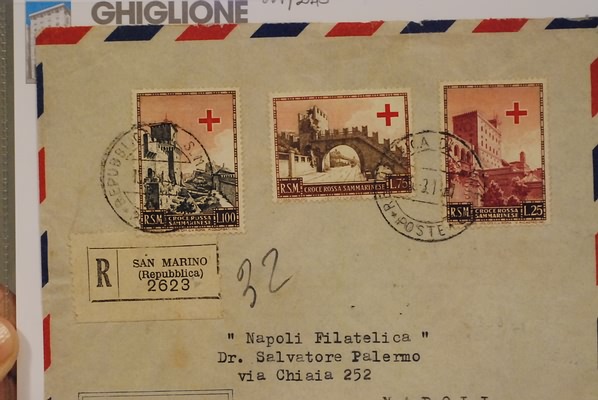 GHIGLIONE
R.S.M. CROCE ROSSA SAMMARINESE L.100
R.S.M. CROCE ROSSA SAMMARINESE L.75
R.S.M. CROCE ROSSA SAMMARINESE L.25
POSTE
R
SAN MARINO
(Repubblica)
2623
32
" Napoli Filatelica "
Dr. Salvatore Palermo
via Chiaia 252
NAPOLI